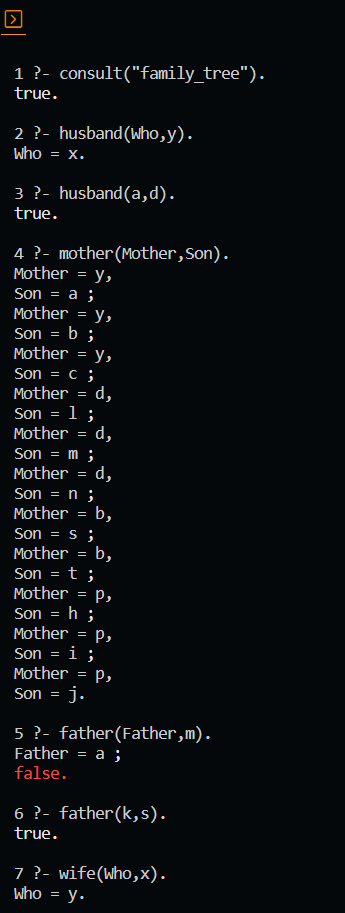 1 ?- consult("family_tree").
true.
2 ?- husband(Who,y).
Who = x.
3 ?- husband(a,d).
true.
4 ?- mother(Mother,Son).
Mother = y,
Son = a ;
Mother = y,
Son = b ;
Mother = y,
Son = c ;
Mother = d,
Son = l ;
Mother = d,
Son = m ;
Mother = d,
Son = n ;
Mother = b,
Son = s ;
Mother = b,
Son = t ;
Mother = p,
Son = h ;
Mother = p,
Son = i ;
Mother = p,
Son = j.
5 ?- father(Father,m).
Father = a ;
false.
6 ?- father(k,s).
true.
7 ?- wife(Who,x).
Who = y.